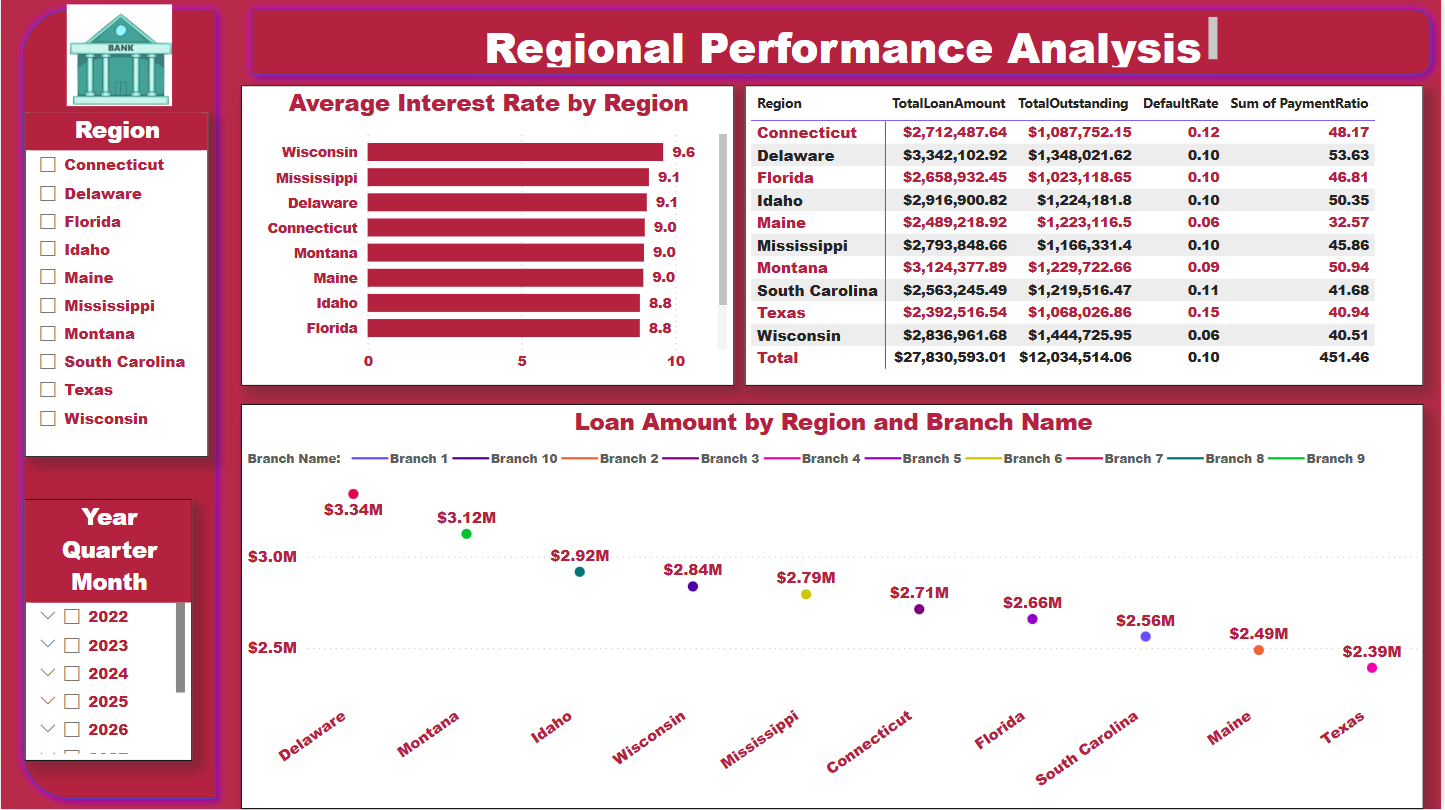 BANK
Regional Performance Analysis
Region
Connecticut
Delaware
Florida
Idaho
Maine
Mississippi
Montana
South Carolina
Texas
Wisconsin
Year
Quarter
Month
2022
2023
2024
2025
2026
Average Interest Rate by Region
Wisconsin 9.6
Mississippi 9.1
Delaware 9.1
Connecticut 9.0
Montana 9.0
Maine 9.0
Idaho 8.8
Florida 8.8
0 5 10
Region TotalLoanAmount TotalOutstanding DefaultRate Sum of PaymentRatio
Connecticut $2,712,487.64 $1,087,752.15 0.12 48.17
Delaware $3,342,102.92 $1,348,021.62 0.10 53.63
Florida $2,658,932.45 $1,023,118.65 0.10 46.81
Idaho $2,916,900.82 $1,224,181.8 0.10 50.35
Maine $2,489,218.92 $1,223,116.5 0.06 32.57
Mississippi $2,793,848.66 $1,166,331.4 0.10 45.86
Montana $3,124,377.89 $1,229,722.66 0.09 50.94
South Carolina $2,563,245.49 $1,219,516.47 0.11 41.68
Texas $2,392,516.54 $1,068,026.86 0.15 40.94
Wisconsin $2,836,961.68 $1,444,725.95 0.06 40.51
Total $27,830,593.01 $12,034,514.06 0.10 451.46
Loan Amount by Region and Branch Name
Branch Name: Branch 1 Branch 10 Branch 2 Branch 3 Branch 4 Branch 5 Branch 6 Branch 7 Branch 8 Branch 9
$3.34M
$3.12M
$3.0M
$2.92M
$2.84M
$2.79M
$2.71M
$2.66M
$2.56M
$2.5M
$2.49M
$2.39M
Delaware Montana Idaho Wisconsin Mississippi Connecticut Florida South Carolina Maine Texas